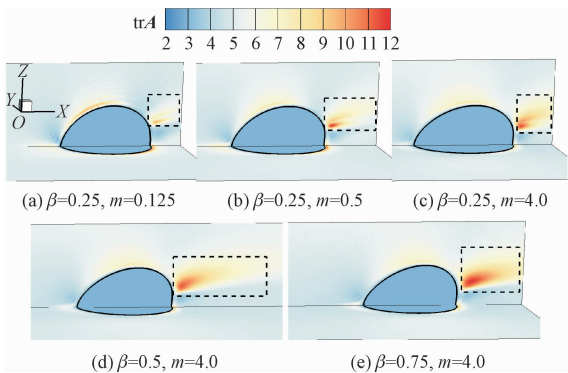 trA
2 3 4 5 6 7 8 9 10 11 12
Z
Y
X
O
(a) β=0.25, m=0.125
(b) β=0.25, m=0.5
(c) β=0.25, m=4.0
(d) β=0.5, m=4.0
(e) β=0.75, m=4.0